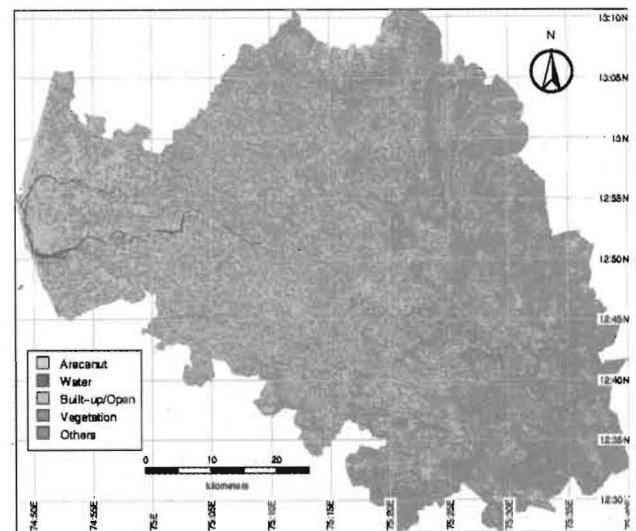 13:10N
N
13:05N
13N
12:55N
12:50N
12:45N
Arecanut
Water
Built-up/Open
Vegetation
Others
12:40N
12:35N
0 10 20
kilometers
12:30N
74:50E 74:55E 75E 75:05E 75:10E 75:15E 75:20E 75:25E 75:30E 75:35E